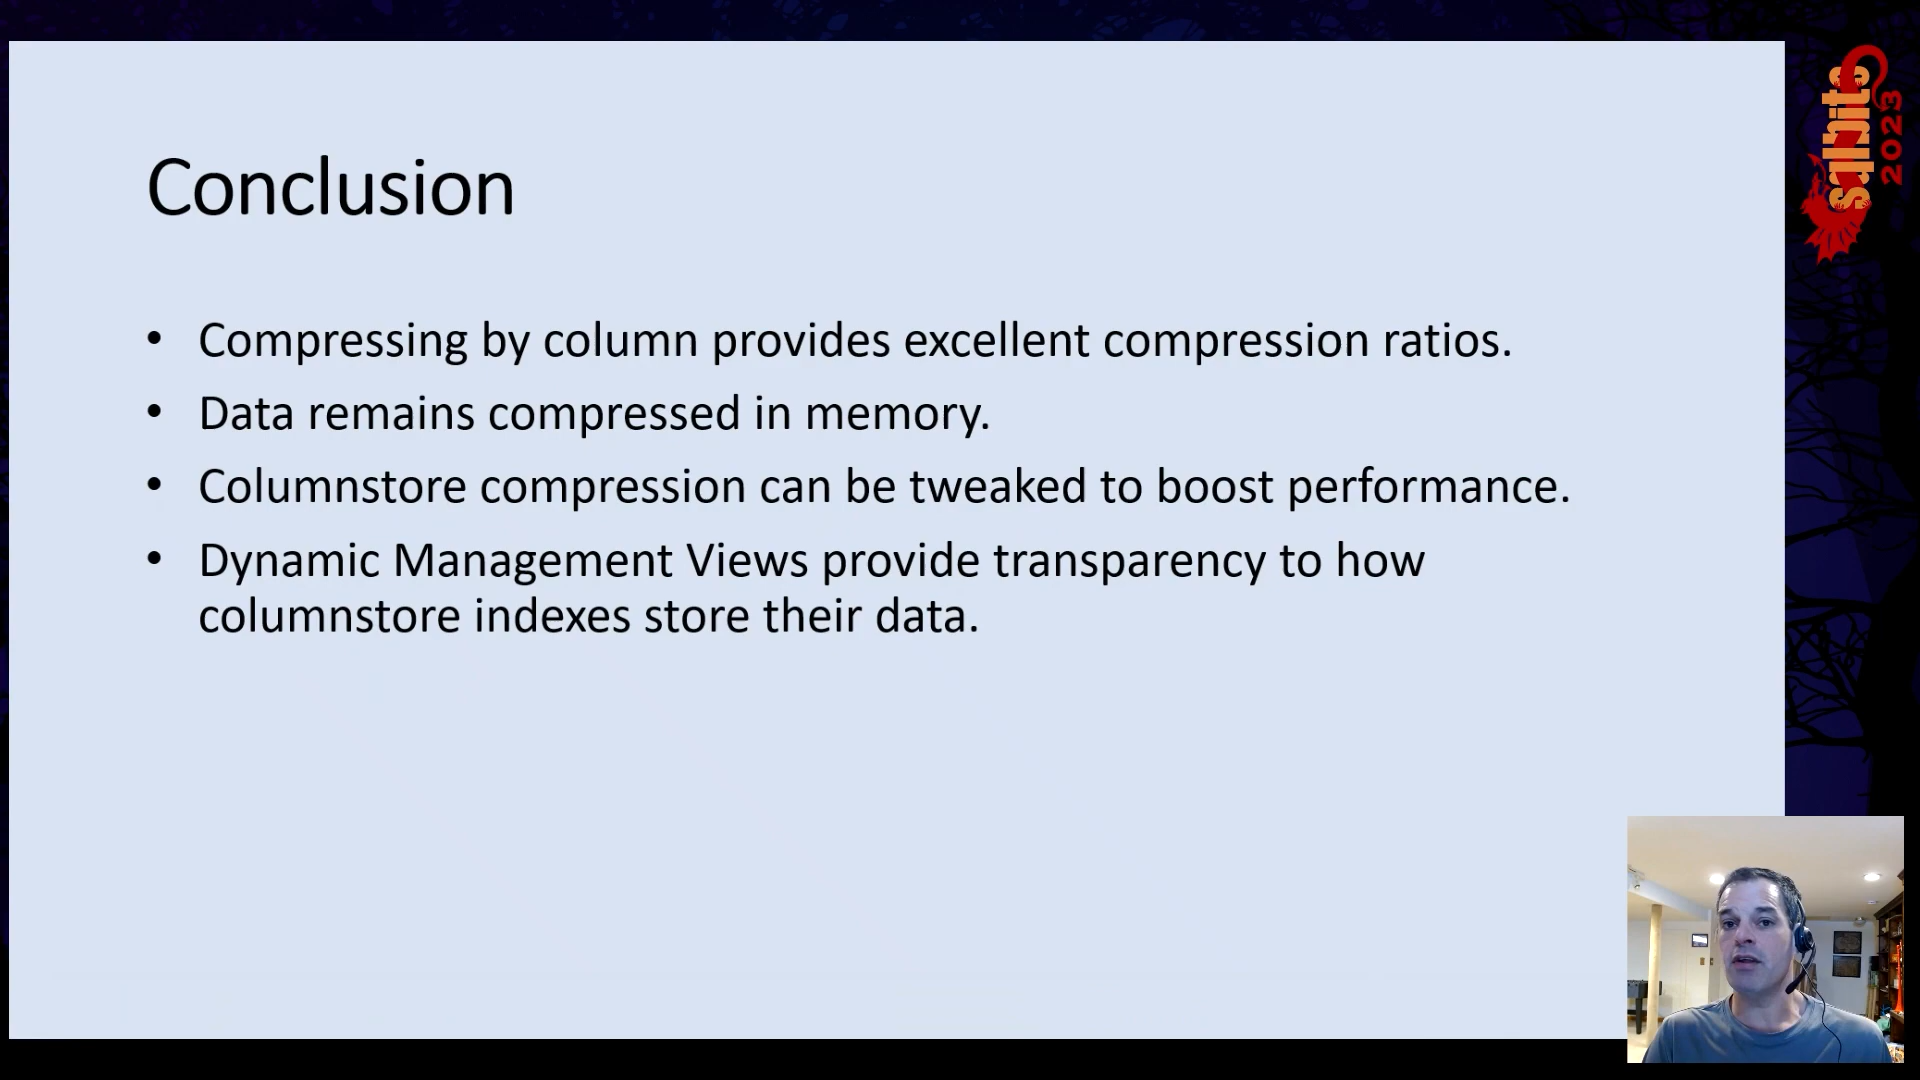 Conclusion
• Compressing by column provides excellent compression ratios.
• Data remains compressed in memory.
• Columnstore compression can be tweaked to boost performance.
• Dynamic Management Views provide transparency to how
columnstore indexes store their data.
sqlbits
2023